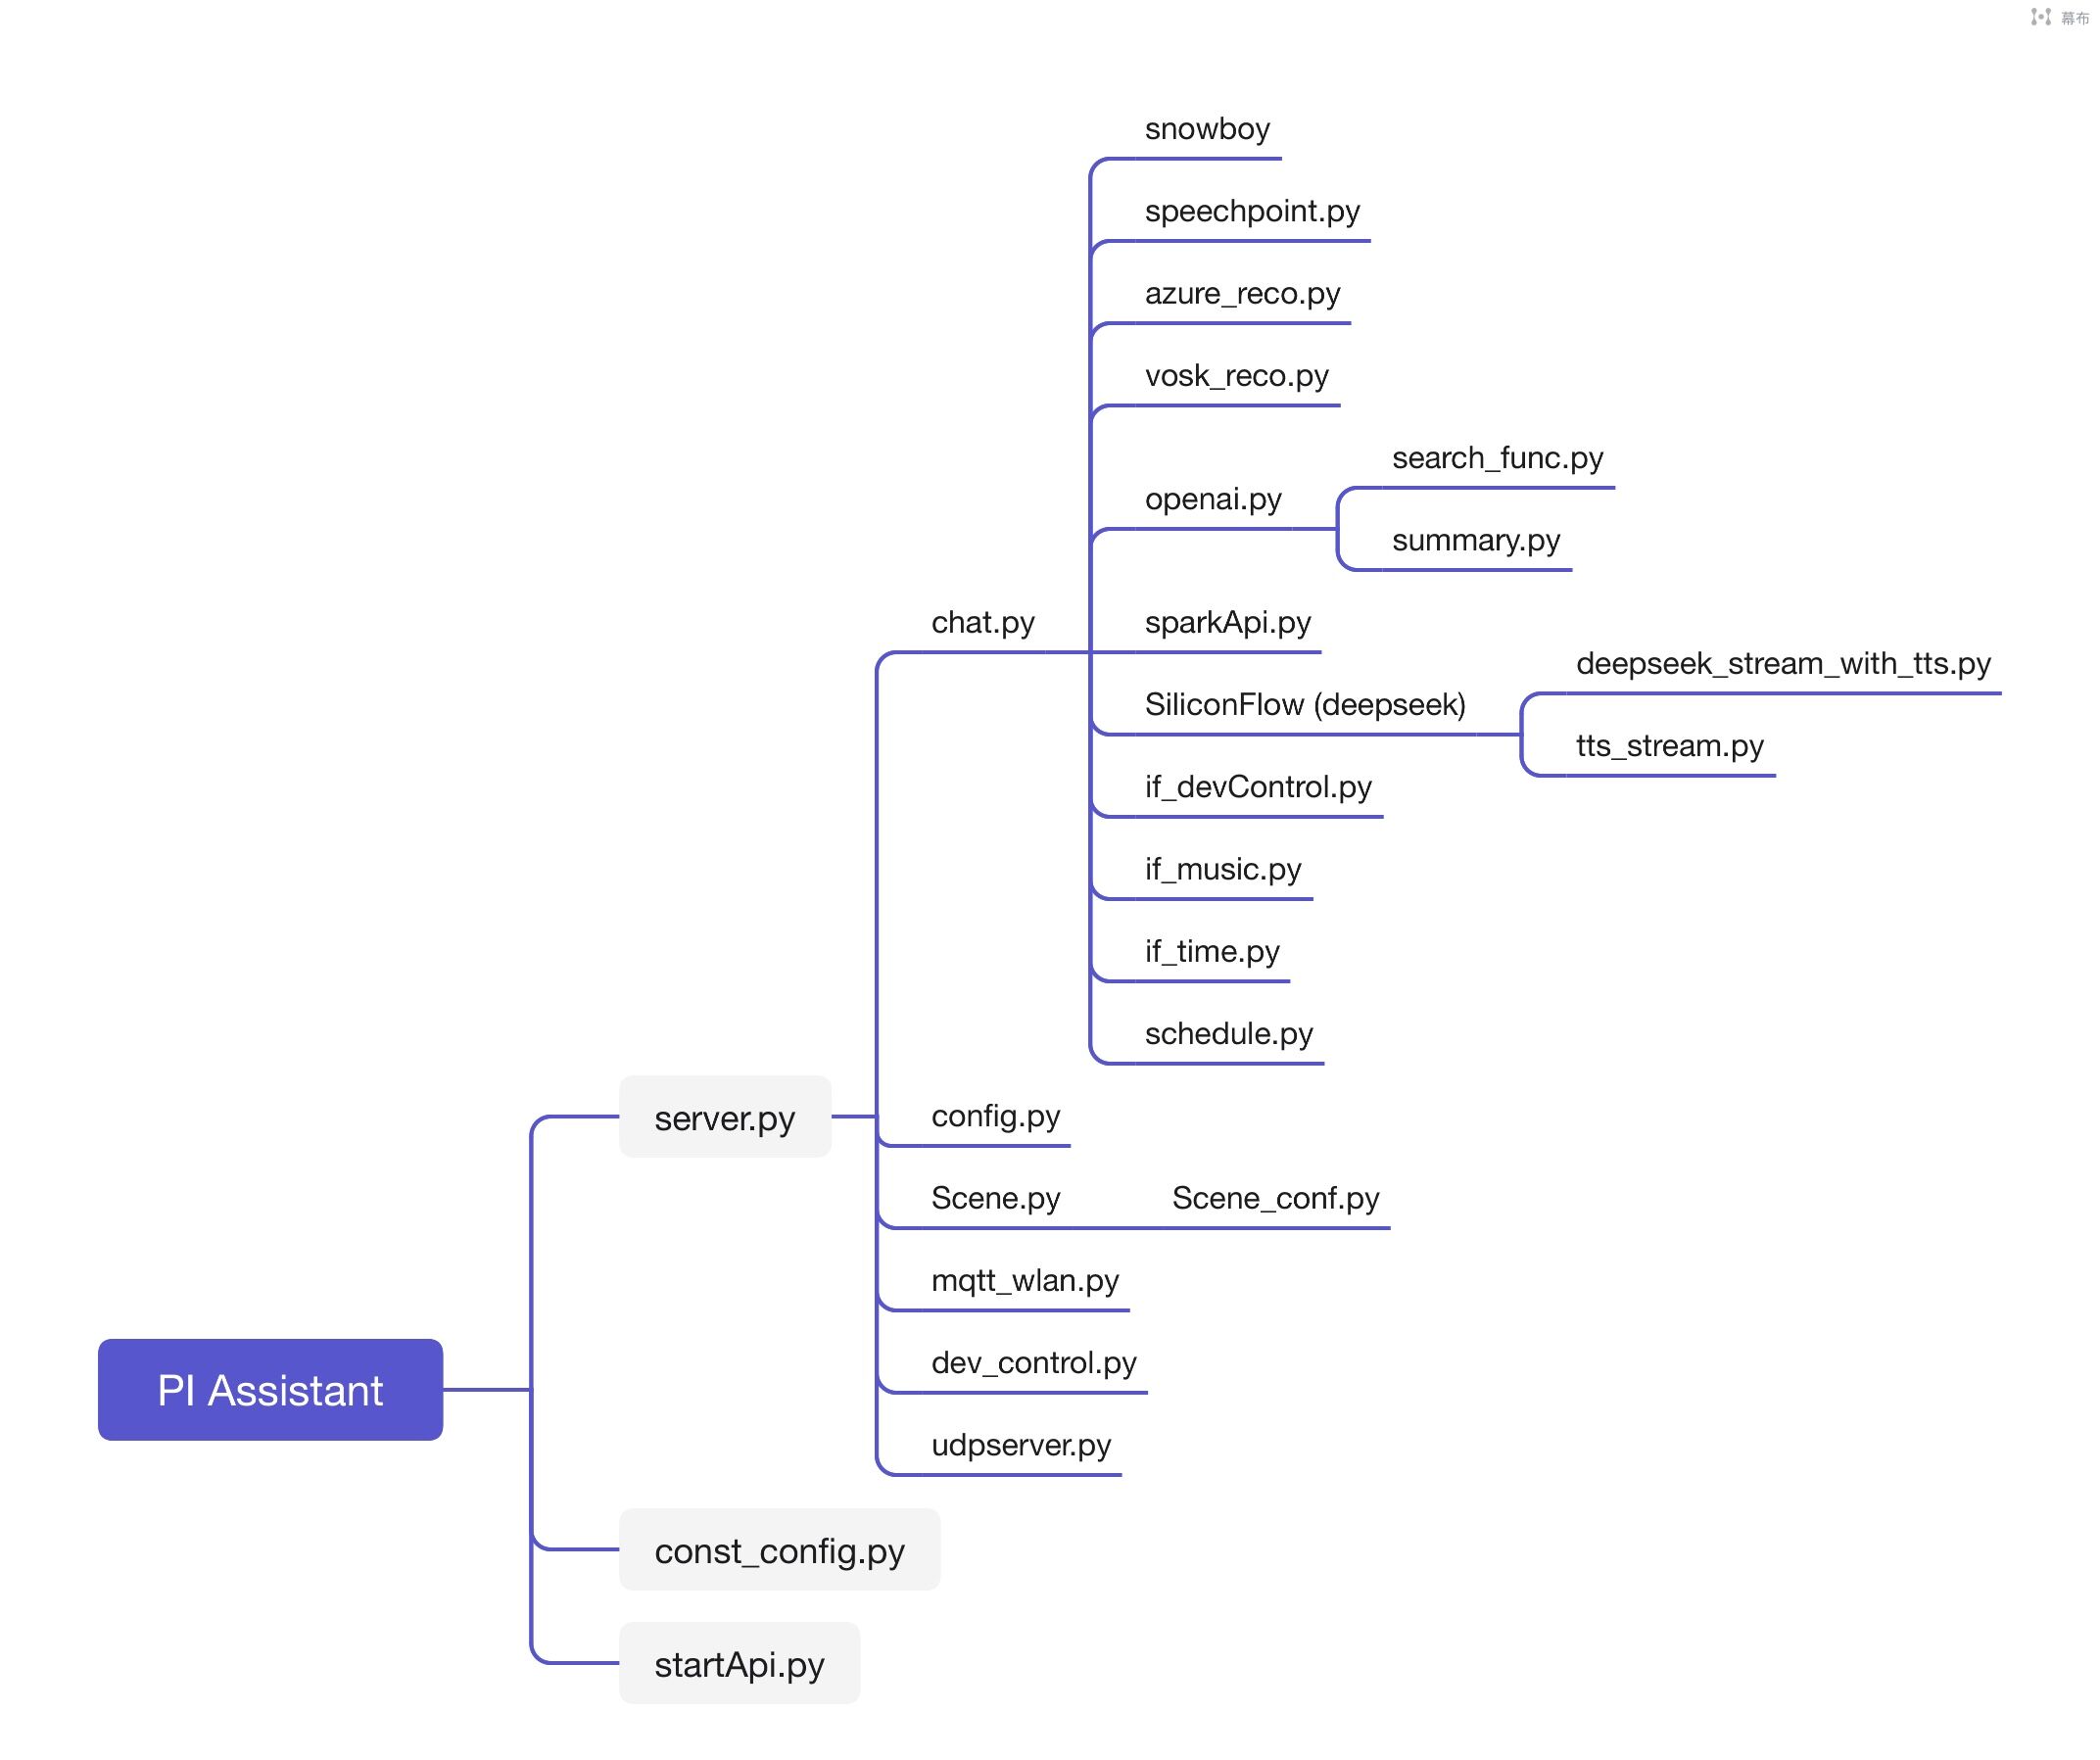 幕布
snowboy
speechpoint.py
azure_reco.py
vosk_reco.py
search_func.py
openai.py
summary.py
chat.py
sparkApi.py
deepseek_stream_with_tts.py
SiliconFlow (deepseek)
tts_stream.py
if_devControl.py
if_music.py
if_time.py
schedule.py
server.py
config.py
Scene.py
Scene_conf.py
mqtt_wlan.py
dev_control.py
PI Assistant
udpserver.py
const_config.py
startApi.py